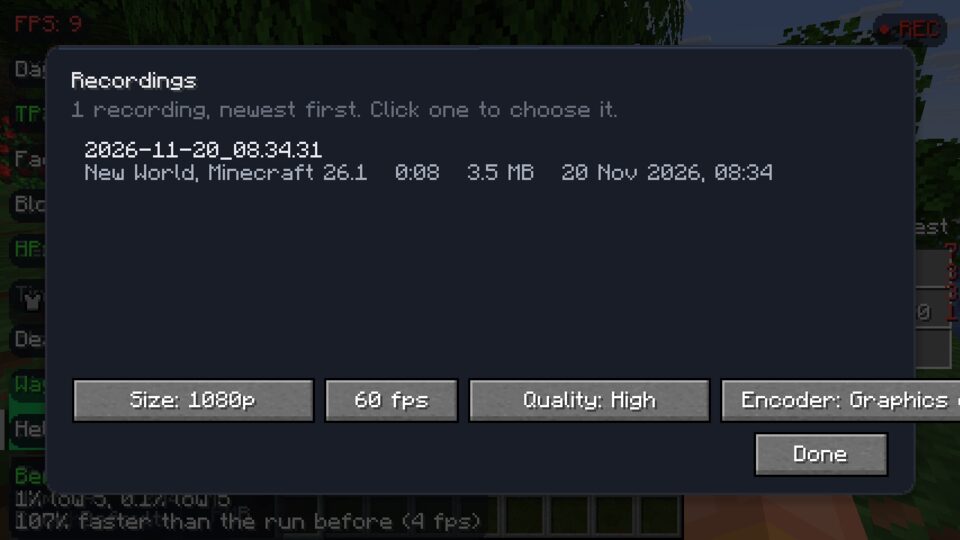 FPS: 9
REC
Recordings
1 recording, newest first. Click one to choose it.
2026-11-20_08.34.31
New World, Minecraft 26.1 0:08 3.5 MB 20 Nov 2026, 08:34
Size: 1080p
60 fps
Quality: High
Encoder: Graphics
Done
107% faster than the run before (4 fps)